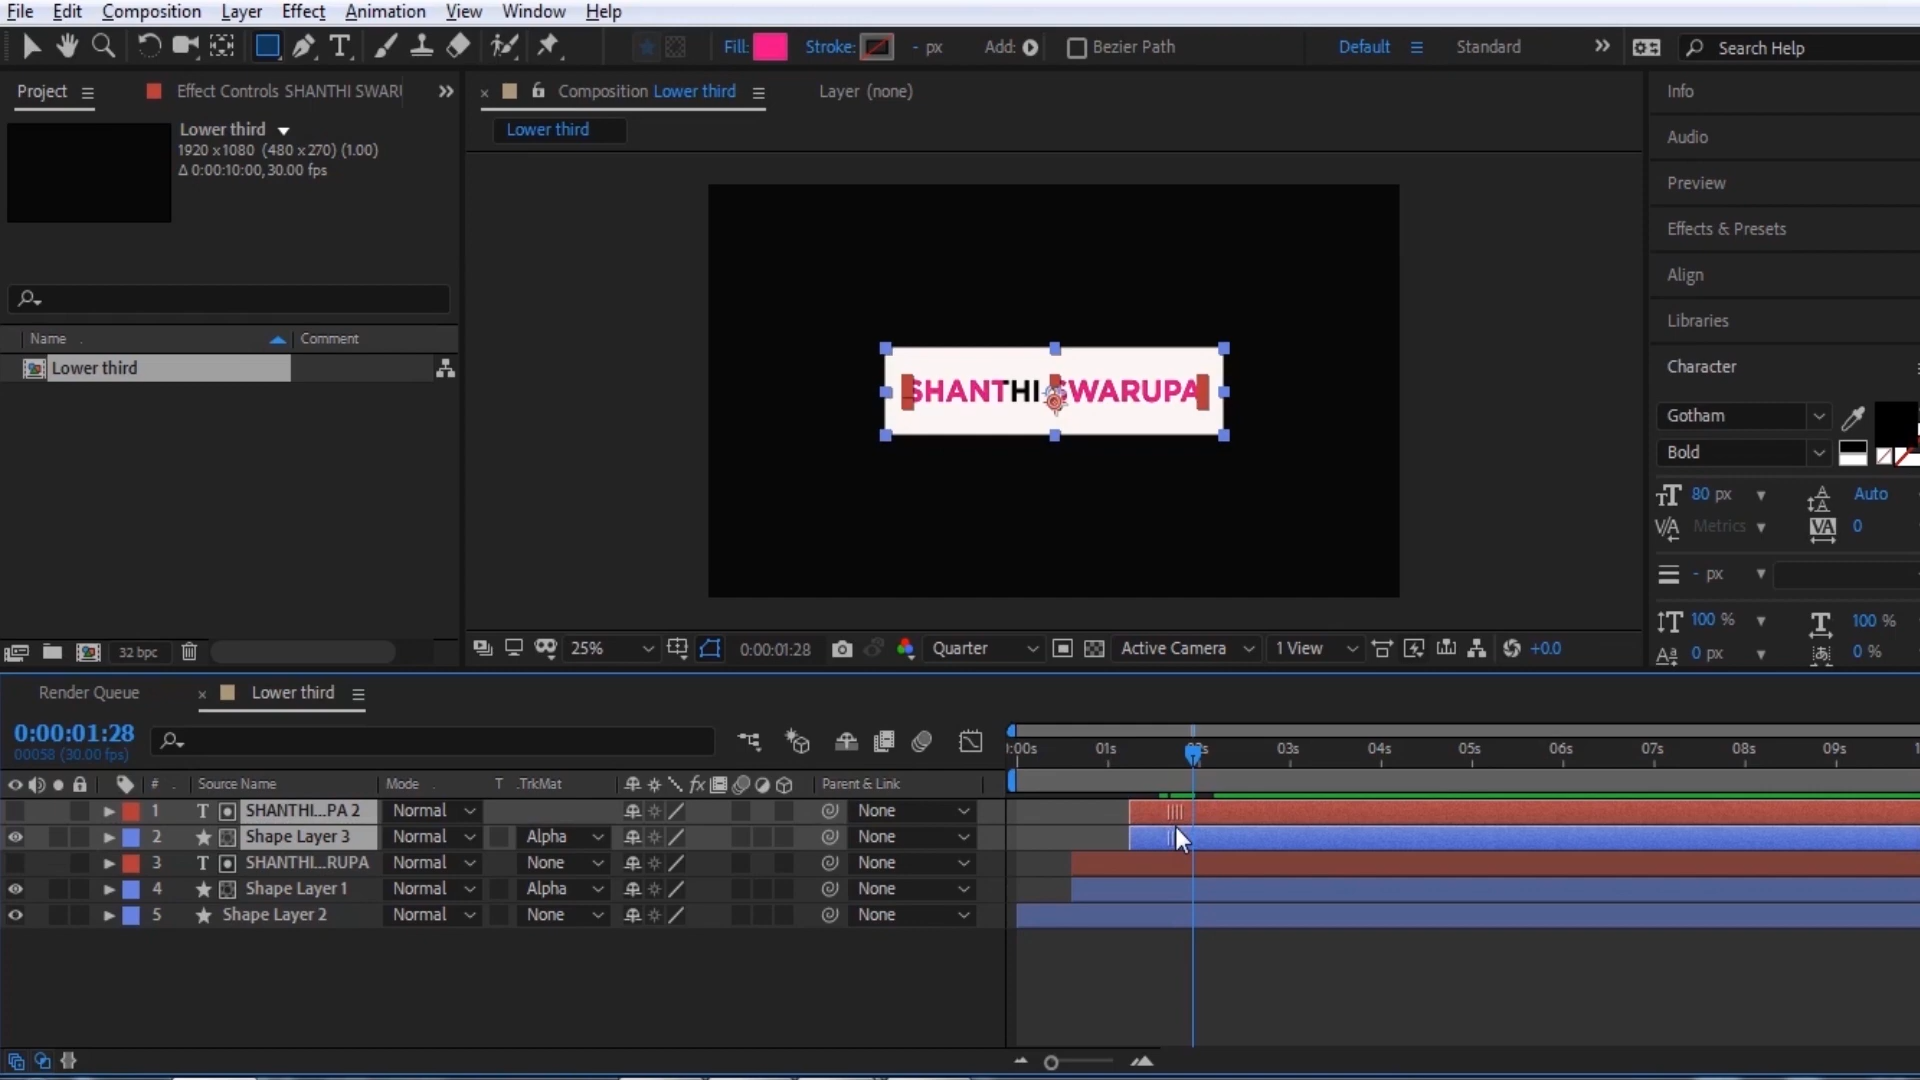 File Edit Composition Layer Effect Animation View Window Help
Fill: Stroke: - px Add: Bezier Path Default Standard Search Help
Project Effect Controls SHANTHI SWARU
Composition Lower third Layer (none) Info
Lower third
1920 x1080 (480 x270) (1.00)
Δ 0:00:10:00, 30.00 fps
Lower third
Audio
Preview
Effects & Presets
Align
Libraries
Character
Name Comment
Lower third
SHANTHI SWARUPA
Gotham
Bold
80 px Auto
Metrics 0
- px
100 % 100 %
0 px 0 %
32 bpc
25% 0:00:01:28 Quarter Active Camera 1 View +0.0
Render Queue Lower third
0:00:01:28
00058 (30.00 fps)
:00s 01s 02s 03s 04s 05s 06s 07s 08s 09s
# Source Name Mode T .TrkMat fx Parent & Link
1 T SHANTHI...PA 2 Normal None
2 Shape Layer 3 Normal Alpha None
3 T SHANTHI...RUPA Normal None None
4 Shape Layer 1 Normal Alpha None
5 Shape Layer 2 Normal None None